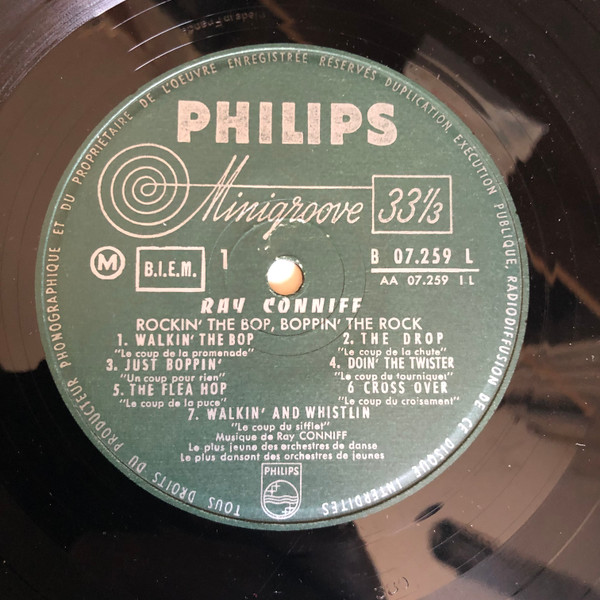 TOUS DROITS DU PRODUCTEUR PHONOGRAPHIQUE ET DU PROPRIÉTAIRE DE L'OEUVRE ENREGISTRÉE RÉSERVÉS DUPLICATION, EXÉCUTION PUBLIQUE, RADIODIFFUSION DE CE DISQUE INTERDITES
PHILIPS
Minigroove 33⅓
M B.I.E.M. 1 B 07.259 L
AA 07.259 1 L
RAY CONNIFF
ROCKIN' THE BOP, BOPPIN' THE ROCK
1. WALKIN' THE BOP 2. THE DROP
"Le coup de la promenade" "Le coup de la chute"
3. JUST BOPPIN' 4. DOIN' THE TWISTER
"Un coup pour rien" "Le coup du tourniquet"
5. THE FLEA HOP 6 CROSS OVER
"Le coup de la puce" "Le coup du croisement"
7. WALKIN' AND WHISTLIN
"Le coup du sifflet"
Musique de Ray CONNIFF
Le plus jeune des orchestres de danse
Le plus dansant des orchestres de jeunes
PHILIPS